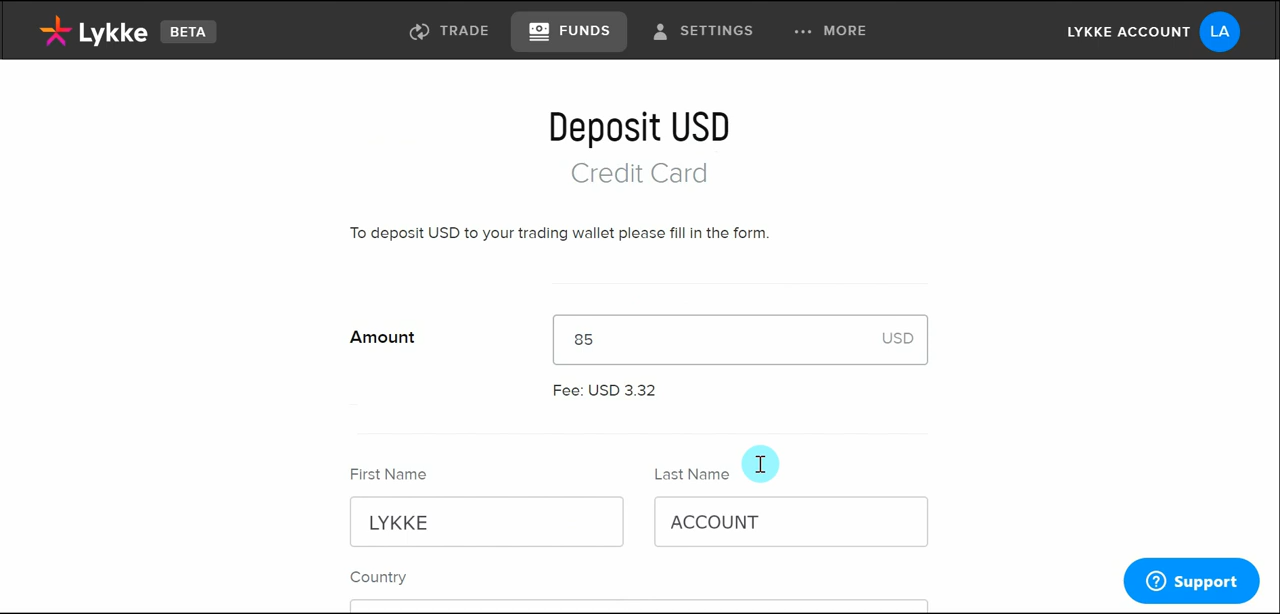 Lykke BETA TRADE FUNDS SETTINGS MORE LYKKE ACCOUNT LA
Deposit USD
Credit Card
To deposit USD to your trading wallet please fill in the form.
Amount 85 USD
Fee: USD 3.32
First Name Last Name
LYKKE ACCOUNT
Country
Support